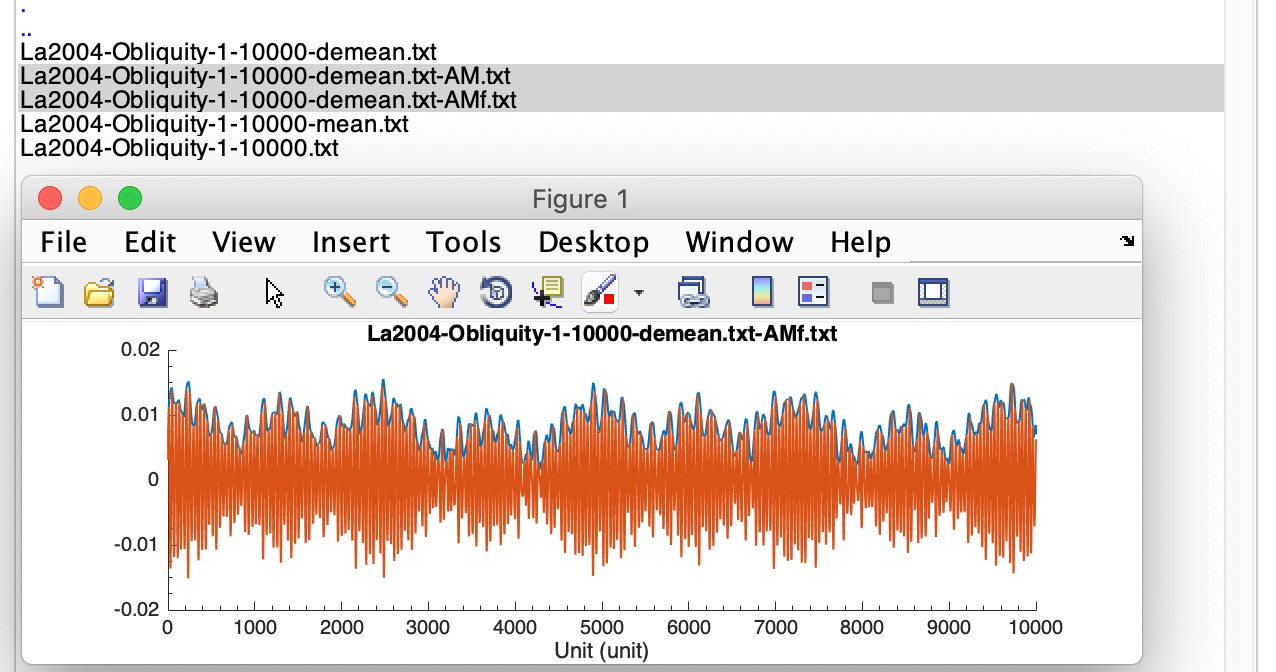 .
..
La2004-Obliquity-1-10000-demean.txt
La2004-Obliquity-1-10000-demean.txt-AM.txt
La2004-Obliquity-1-10000-demean.txt-AMf.txt
La2004-Obliquity-1-10000-mean.txt
La2004-Obliquity-1-10000.txt
Figure 1
File Edit View Insert Tools Desktop Window Help
La2004-Obliquity-1-10000-demean.txt-AMf.txt
0.02
0.01
0
-0.01
-0.02
0 1000 2000 3000 4000 5000 6000 7000 8000 9000 10000
Unit (unit)